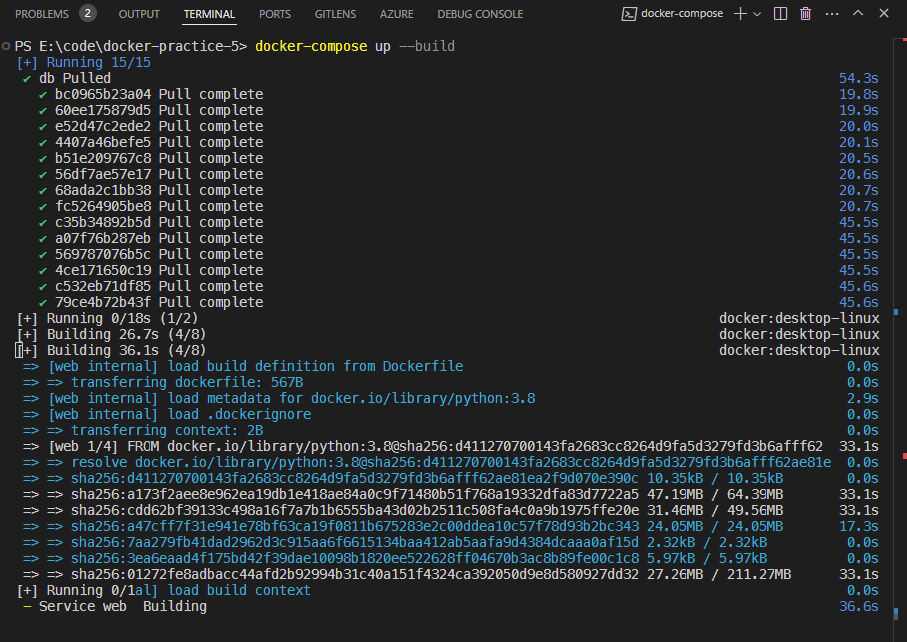 PROBLEMS 2 OUTPUT TERMINAL PORTS GITLENS AZURE DEBUG CONSOLE docker-compose
PS E:\code\docker-practice-5> docker-compose up --build
[+] Running 15/15
✔ db Pulled 54.3s
✔ bc0965b23a04 Pull complete 19.8s
✔ 60ee175879d5 Pull complete 19.9s
✔ e52d47c2ede2 Pull complete 20.0s
✔ 4407a46befe5 Pull complete 20.1s
✔ b51e209767c8 Pull complete 20.5s
✔ 56df7ae57e17 Pull complete 20.6s
✔ 68ada2c1bb38 Pull complete 20.7s
✔ fc5264905be8 Pull complete 20.7s
✔ c35b34892b5d Pull complete 45.5s
✔ a07f76b287eb Pull complete 45.5s
✔ 569787076b5c Pull complete 45.5s
✔ 4ce171650c19 Pull complete 45.5s
✔ c532eb71df85 Pull complete 45.6s
✔ 79ce4b72b43f Pull complete 45.6s
[+] Running 0/18s (1/2) docker:desktop-linux
[+] Building 26.7s (4/8) docker:desktop-linux
[+] Building 36.1s (4/8) docker:desktop-linux
=> [web internal] load build definition from Dockerfile 0.0s
=> => transferring dockerfile: 567B 0.0s
=> [web internal] load metadata for docker.io/library/python:3.8 2.9s
=> [web internal] load .dockerignore 0.0s
=> => transferring context: 2B 0.0s
=> [web 1/4] FROM docker.io/library/python:3.8@sha256:d411270700143fa2683cc8264d9fa5d3279fd3b6afff62 33.1s
=> => resolve docker.io/library/python:3.8@sha256:d411270700143fa2683cc8264d9fa5d3279fd3b6afff62ae81e 0.0s
=> => sha256:d411270700143fa2683cc8264d9fa5d3279fd3b6afff62ae81ea2f9d070e390c 10.35kB / 10.35kB 0.0s
=> => sha256:a173f2aee8e962ea19db1e418ae84a0c9f71480b51f768a19332dfa83d7722a5 47.19MB / 64.39MB 33.1s
=> => sha256:cdd62bf39133c498a16f7a7b1b6555ba43d02b2511c508fa4c0a9b1975ffe20e 31.46MB / 49.56MB 33.1s
=> => sha256:a47cff7f31e941e78bf63ca19f0811b675283e2c00ddea10c57f78d93b2bc343 24.05MB / 24.05MB 17.3s
=> => sha256:7aa279fb41dad2962d3c915aa6f6615134baa412ab5aafa9d4384dcaaa0af15d 2.32kB / 2.32kB 0.0s
=> => sha256:3ea6eaad4f175bd42f39dae10098b1820ee522628ff04670b3ac8b89fe00c1c8 5.97kB / 5.97kB 0.0s
=> => sha256:01272fe8adbacc44afd2b92994b31c40a151f4324ca392050d9e8d580927dd32 27.26MB / 211.27MB 33.1s
[+] Running 0/1al] load build context 0.0s
- Service web Building 36.6s